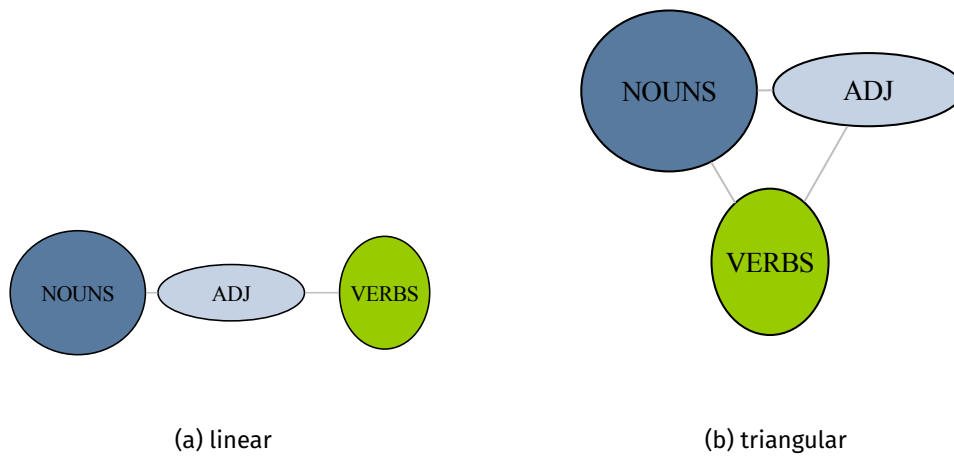 NOUNS
ADJ
VERBS
(a) linear
NOUNS
ADJ
VERBS
(b) triangular